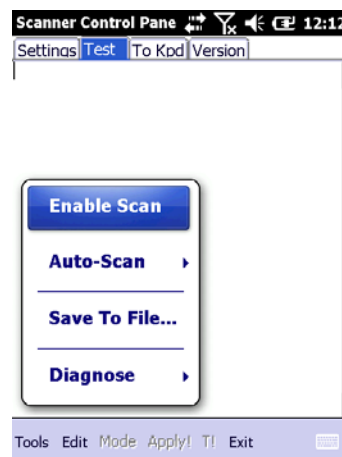 Scanner Control Pane 12:12
Settings Test To Kpd Version
Enable Scan
Auto-Scan
Save To File...
Diagnose
Tools Edit Mode Apply! T! Exit